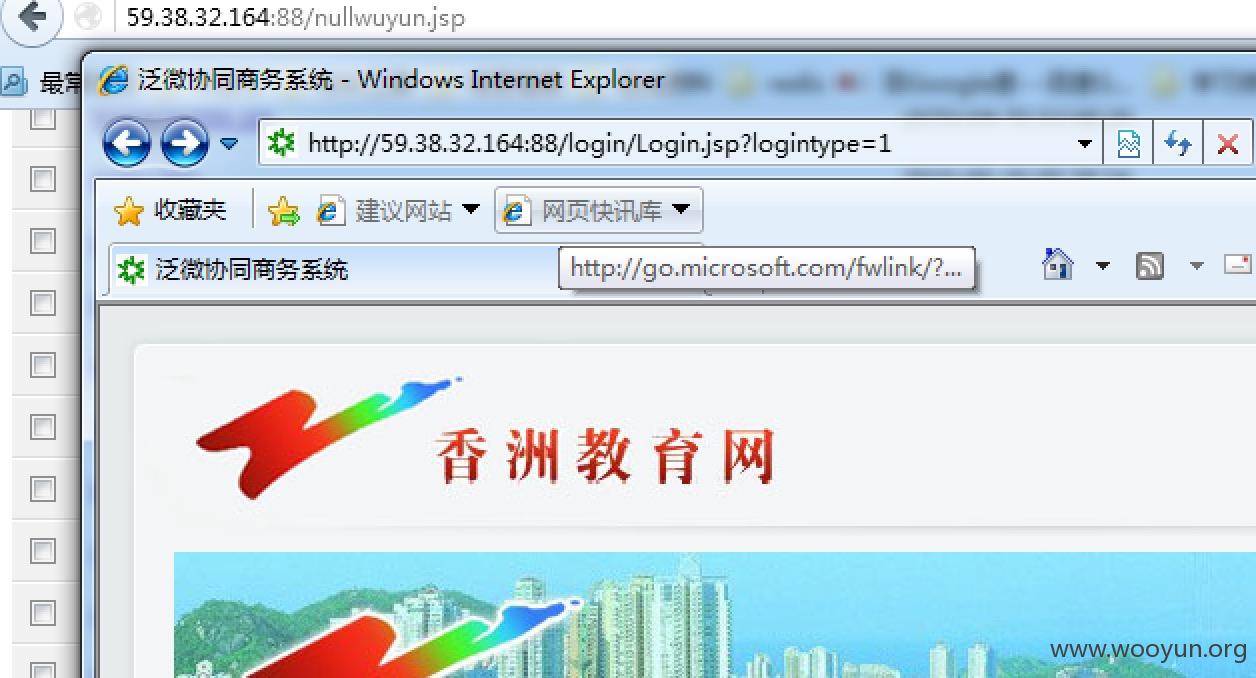 59.38.32.164:88/nullwuyun.jsp
最常
泛微协同商务系统 - Windows Internet Explorer
http://59.38.32.164:88/login/Login.jsp?logintype=1
收藏夹
建议网站
网页快讯库
泛微协同商务系统
http://go.microsoft.com/fwlink/?...
香洲教育网
www.wooyun.org